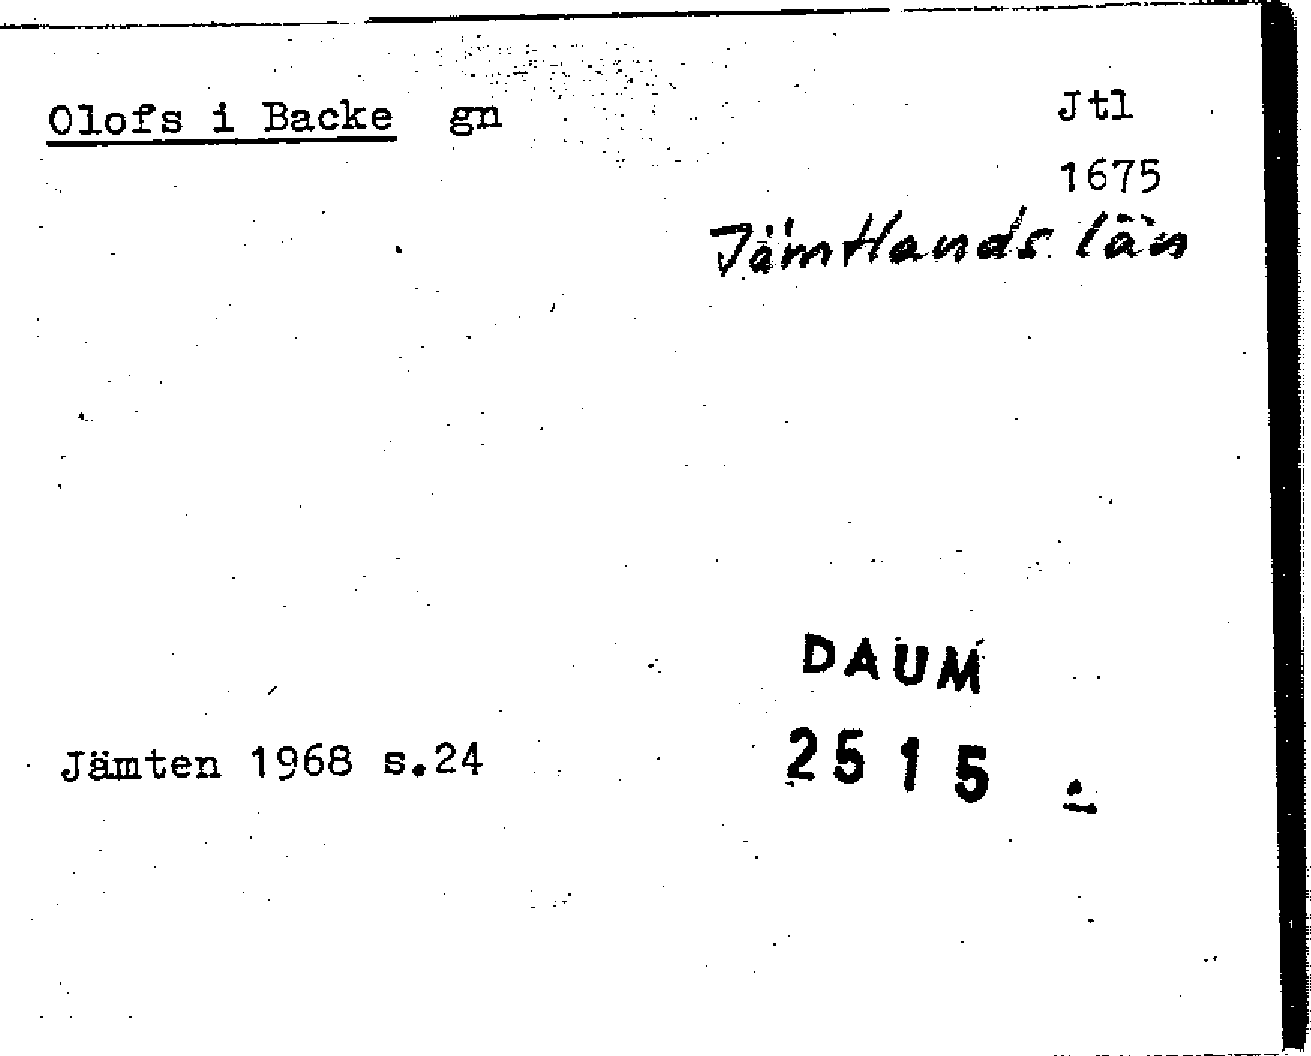 Olofs i Backe gn
Jtl
1675
Jämtlands län
DAUM
2515
Jämten 1968 s.24